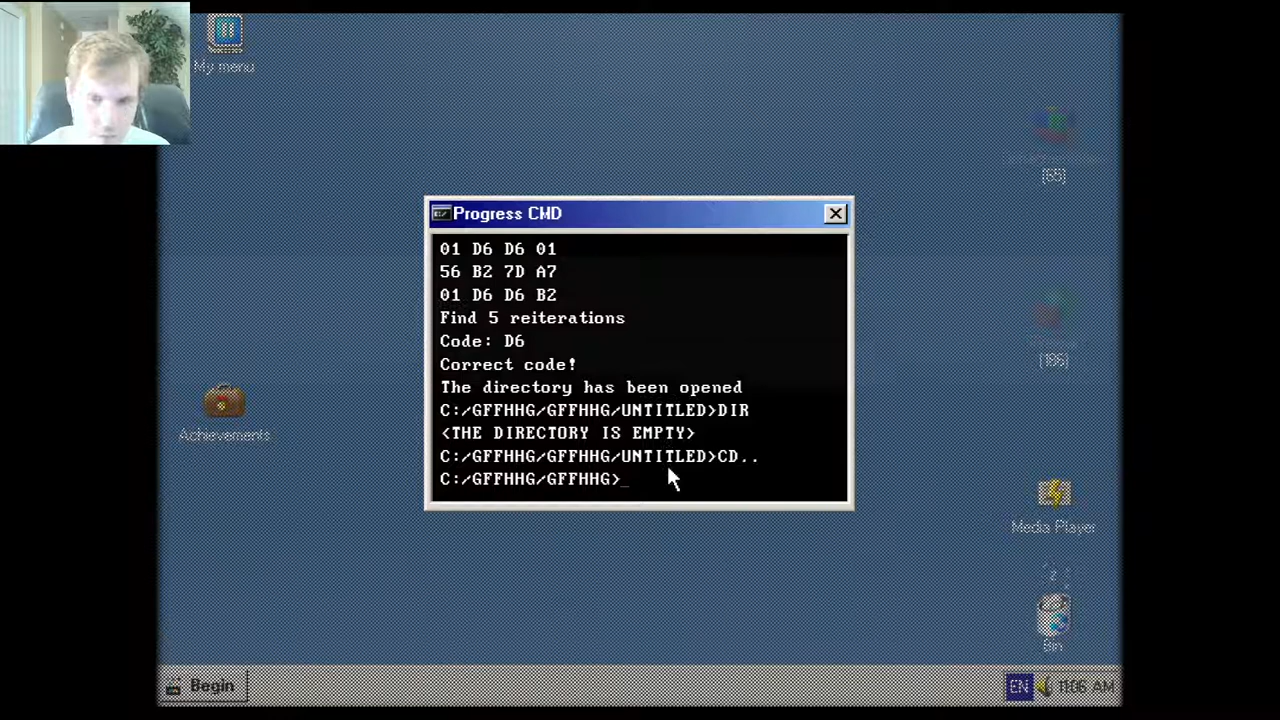 My menu
(65)
Progress CMD
01 D6 D6 01
56 B2 7D A7
01 D6 D6 B2
Find 5 reiterations
Code: D6
Correct code!
The directory has been opened
C:/GFFHHG/GFFHHG/UNTITLED>DIR
<THE DIRECTORY IS EMPTY>
C:/GFFHHG/GFFHHG/UNTITLED>CD..
C:/GFFHHG/GFFHHG>_
(186)
Achievements
Media Player
Bin
Begin
EN 11:06 AM